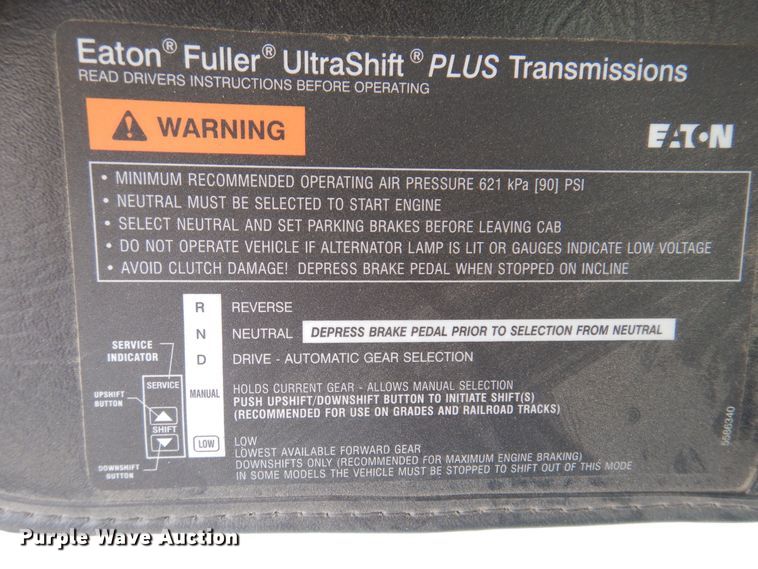 Eaton® Fuller® UltraShift® PLUS Transmissions
READ DRIVERS INSTRUCTIONS BEFORE OPERATING
WARNING
EATON
• MINIMUM RECOMMENDED OPERATING AIR PRESSURE 621 kPa [90] PSI
• NEUTRAL MUST BE SELECTED TO START ENGINE
• SELECT NEUTRAL AND SET PARKING BRAKES BEFORE LEAVING CAB
• DO NOT OPERATE VEHICLE IF ALTERNATOR LAMP IS LIT OR GAUGES INDICATE LOW VOLTAGE
• AVOID CLUTCH DAMAGE! DEPRESS BRAKE PEDAL WHEN STOPPED ON INCLINE
R REVERSE
N NEUTRAL DEPRESS BRAKE PEDAL PRIOR TO SELECTION FROM NEUTRAL
D DRIVE - AUTOMATIC GEAR SELECTION
MANUAL
HOLDS CURRENT GEAR - ALLOWS MANUAL SELECTION
PUSH UPSHIFT/DOWNSHIFT BUTTON TO INITIATE SHIFT(S)
(RECOMMENDED FOR USE ON GRADES AND RAILROAD TRACKS)
LOW
LOW
LOWEST AVAILABLE FORWARD GEAR
DOWNSHIFTS ONLY (RECOMMENDED FOR MAXIMUM ENGINE BRAKING)
IN SOME MODELS THE VEHICLE MUST BE STOPPED TO SHIFT OUT OF THIS MODE
SERVICE
INDICATOR
SERVICE
UPSHIFT
BUTTON
SHIFT
DOWNSHIFT
BUTTON
5586340
Purple Wave Auction